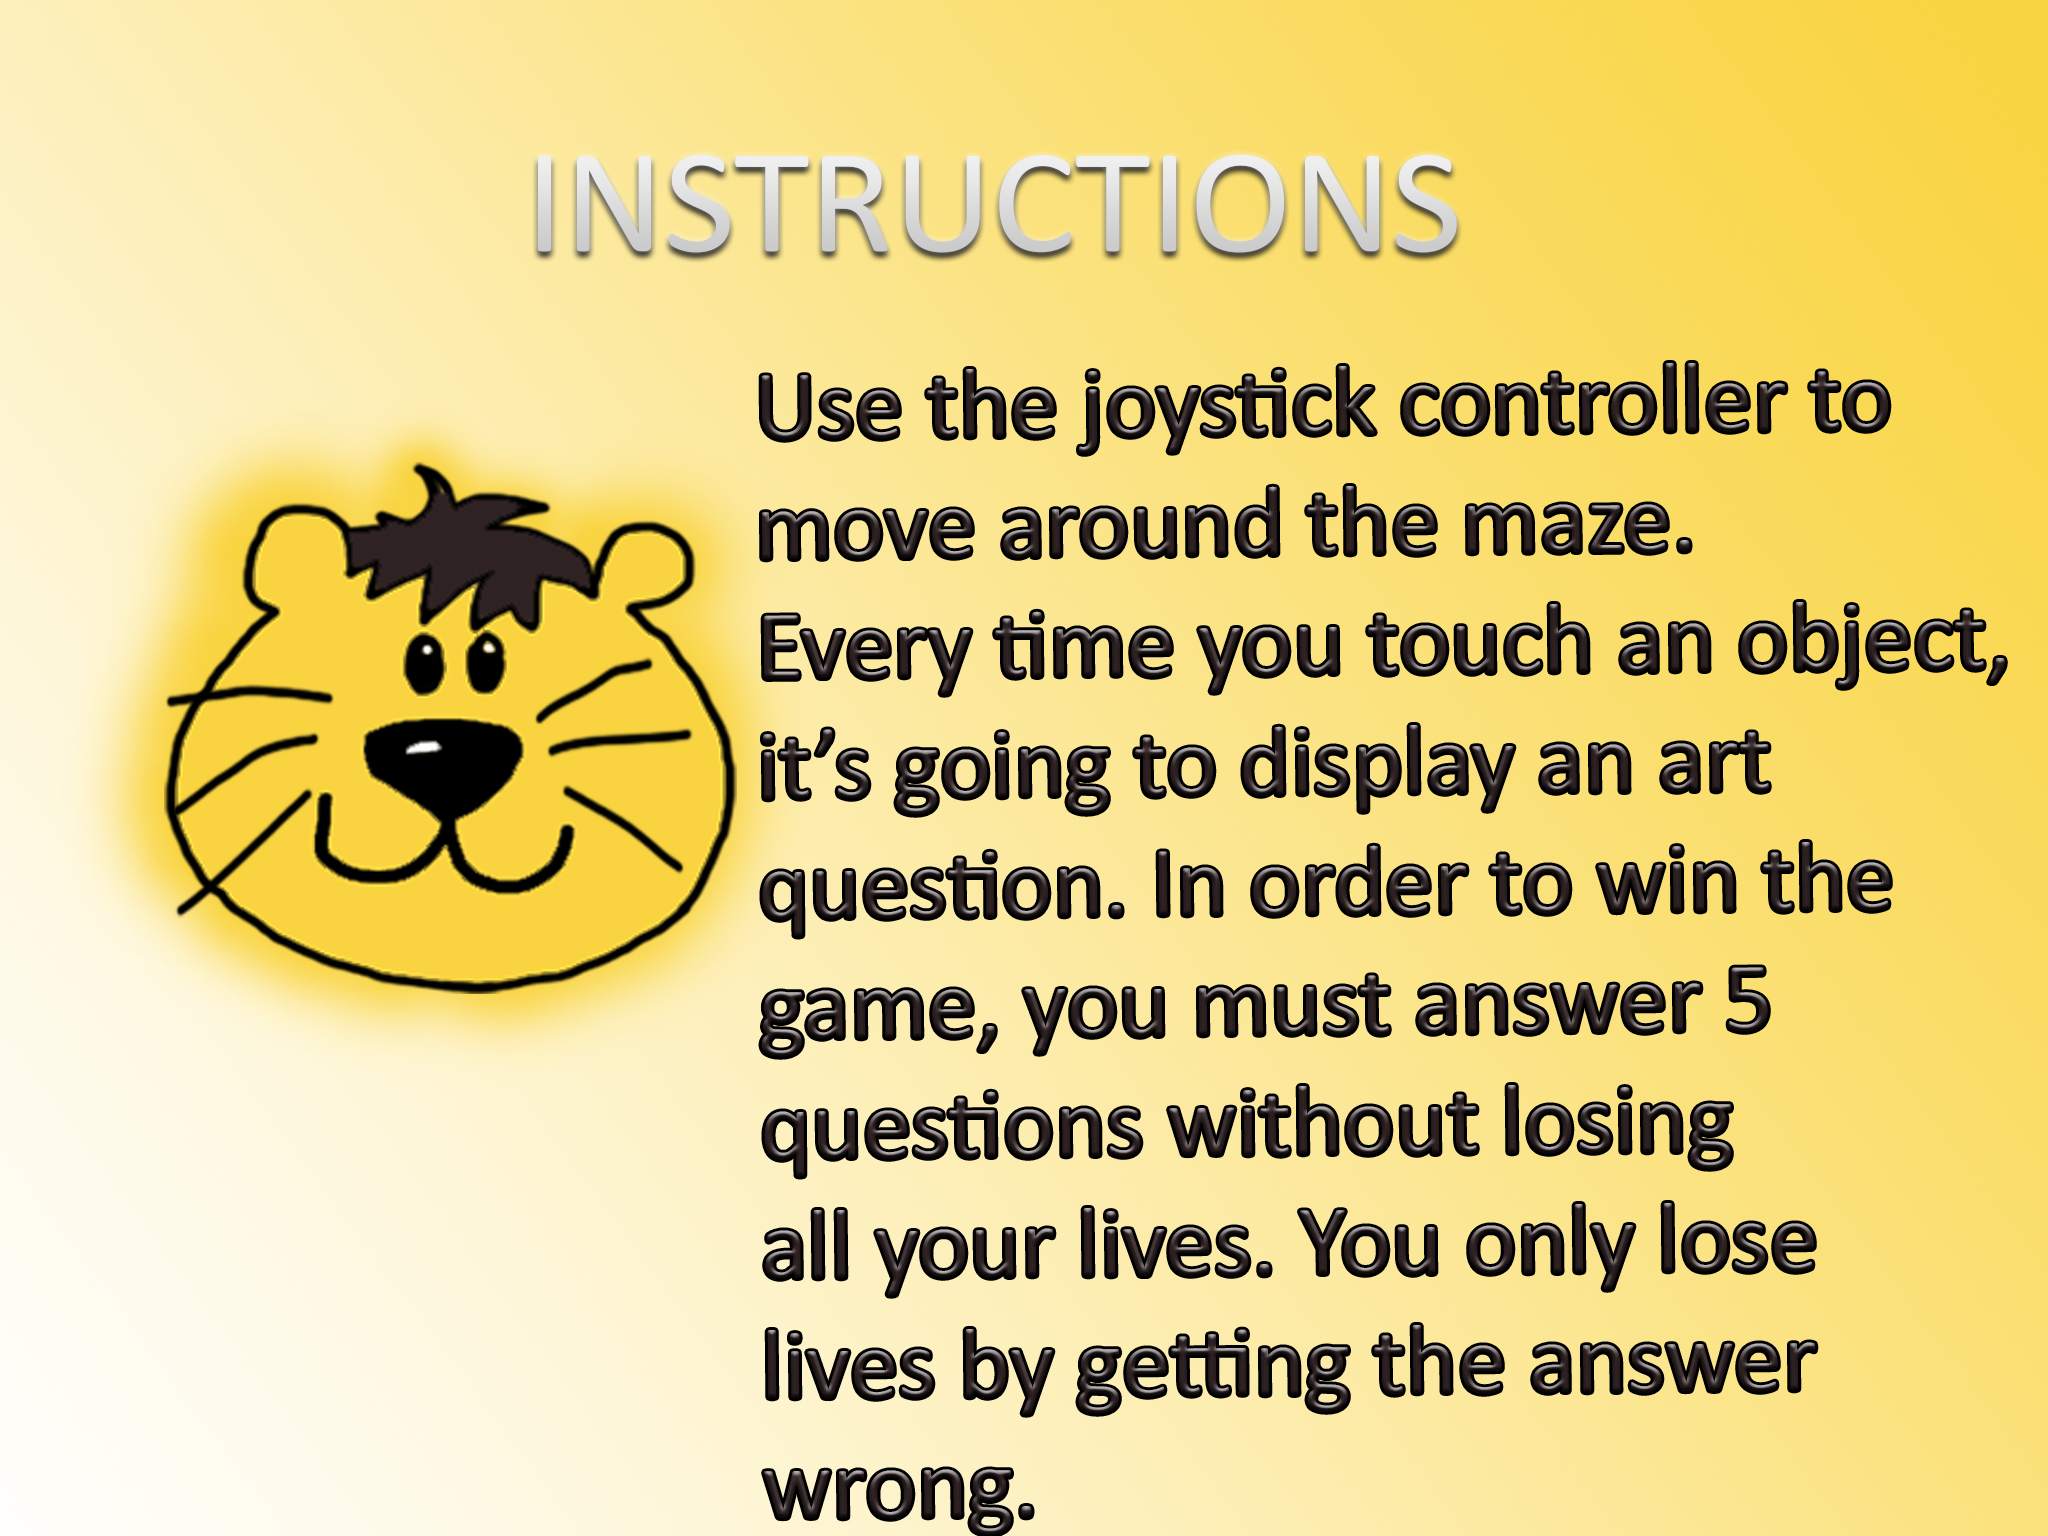 INSTRUCTIONS
Use the joystick controller to
move around the maze.
Every time you touch an object,
it’s going to display an art
question. In order to win the
game, you must answer 5
questions without losing
all your lives. You only lose
lives by getting the answer
wrong.